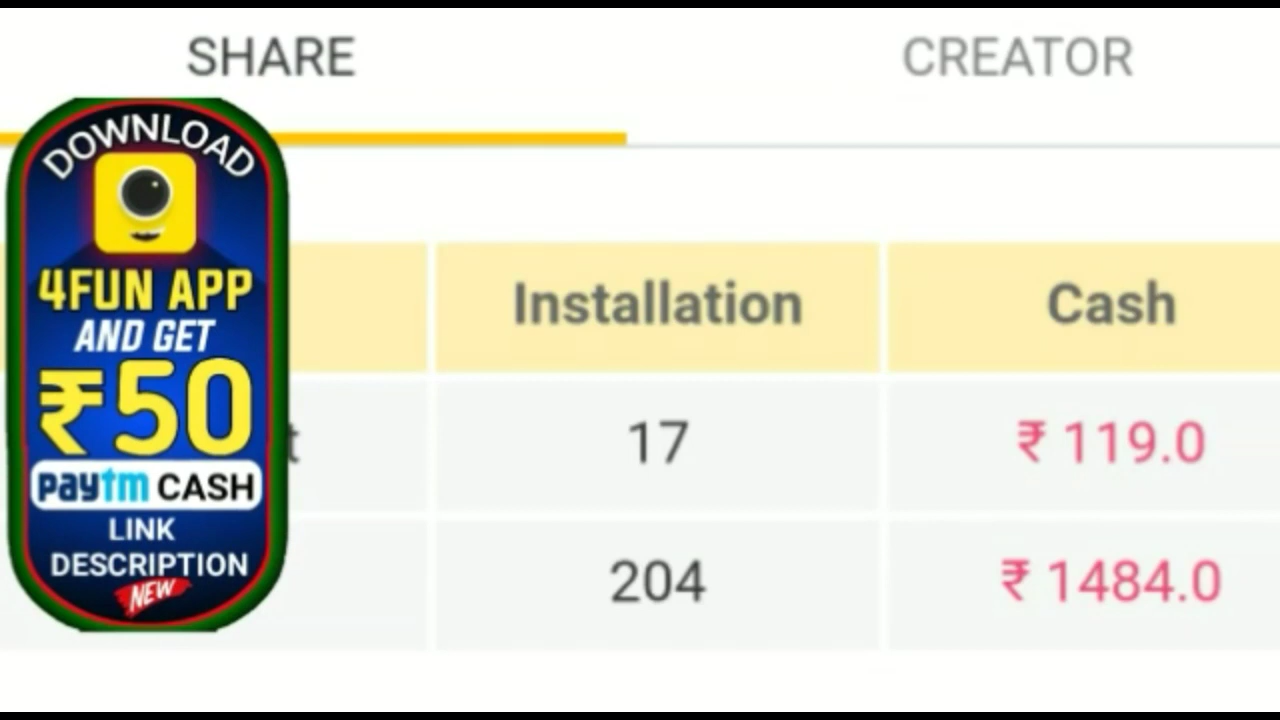 SHARE
CREATOR
DOWNLOAD
4FUN APP
AND GET
₹50
paytm CASH
LINK
DESCRIPTION
NEW
Installation
Cash
t
17
₹ 119.0
204
₹ 1484.0